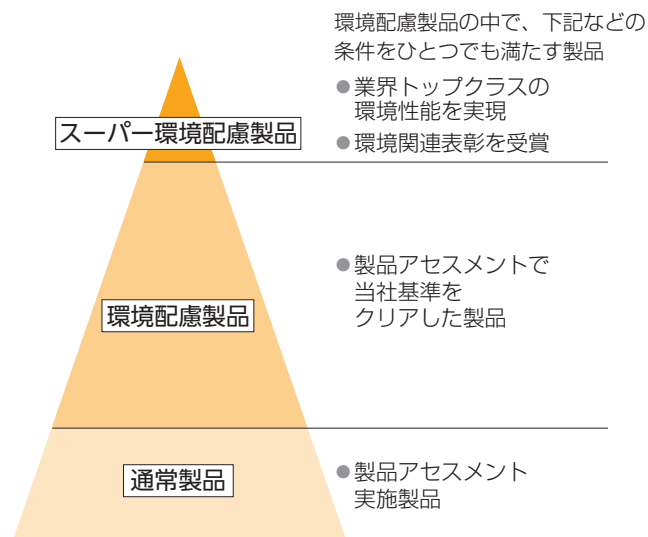 環境配慮製品の中で、下記などの
条件をひとつでも満たす製品
●業界トップクラスの
環境性能を実現
●環境関連表彰を受賞
スーパー環境配慮製品
●製品アセスメントで
当社基準を
クリアした製品
環境配慮製品
●製品アセスメント
実施製品
通常製品